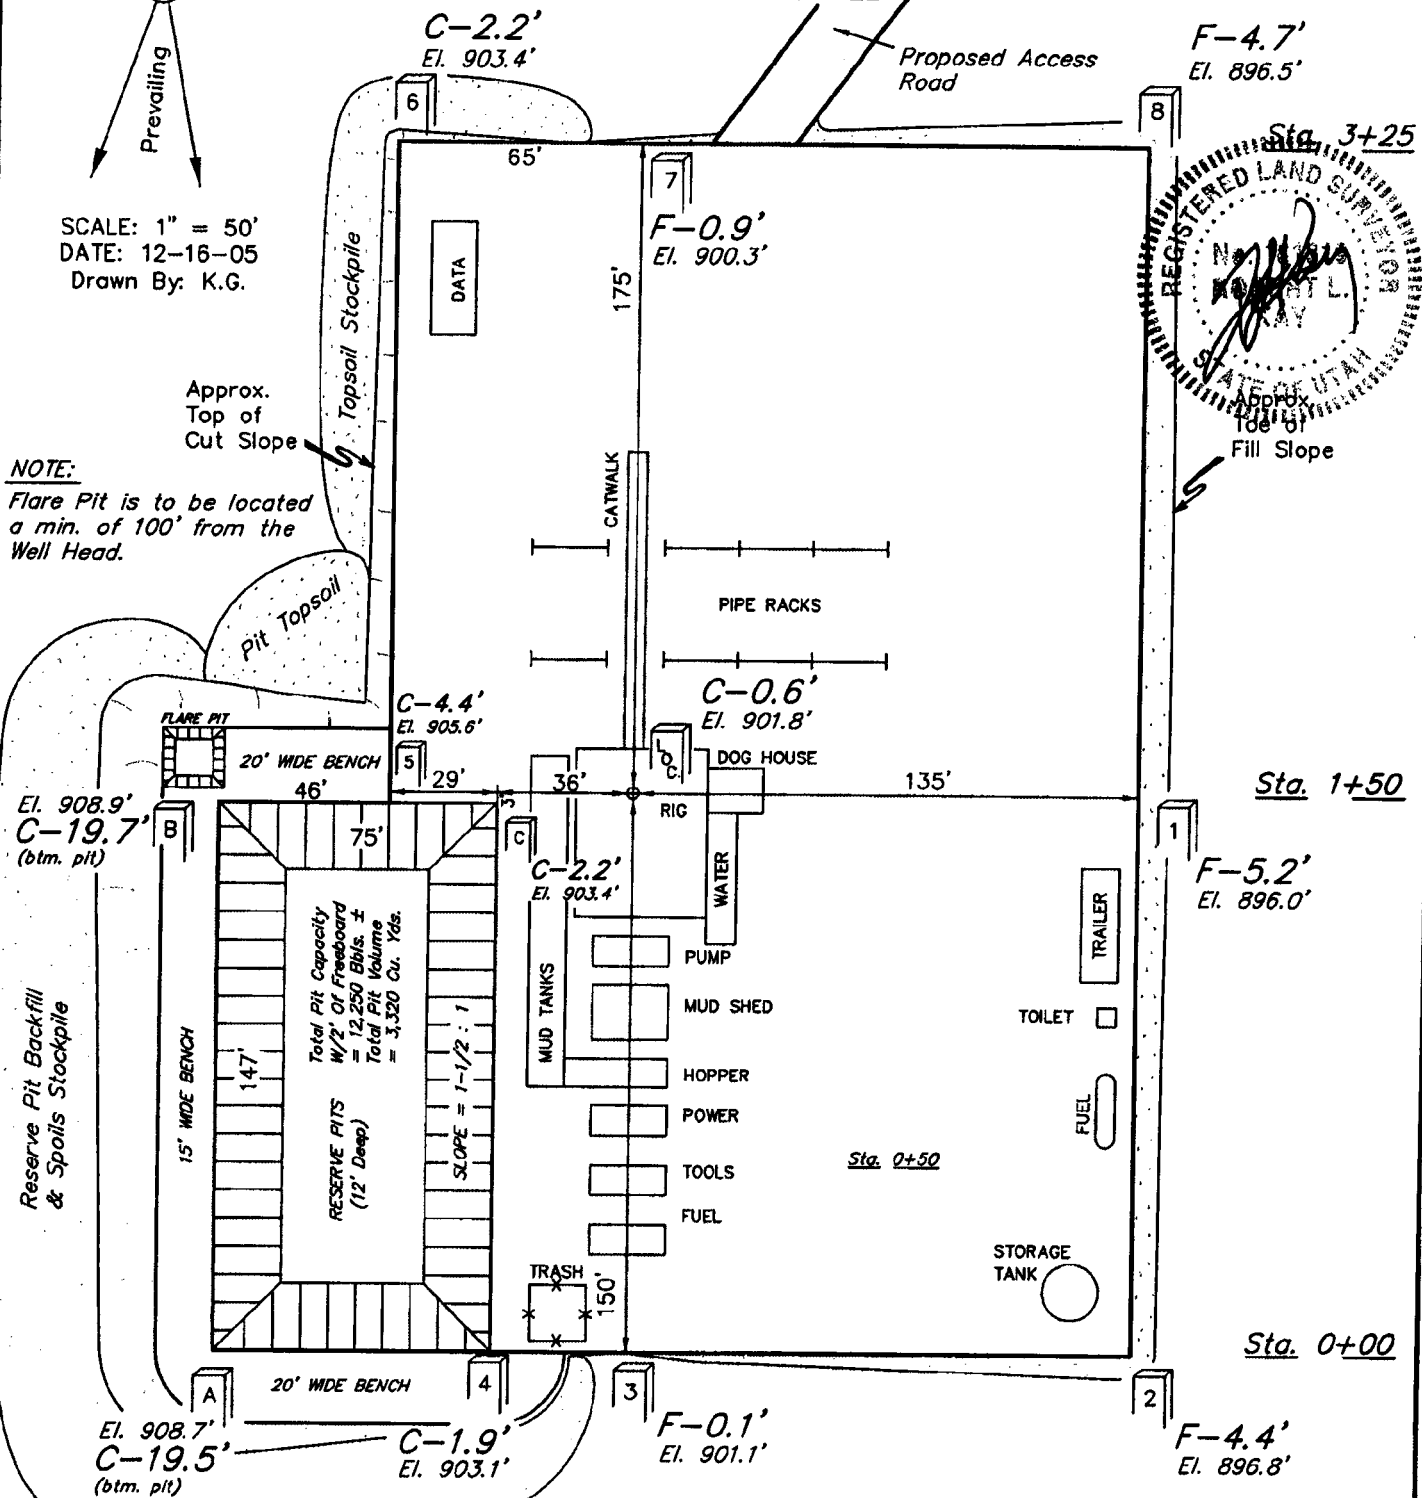 C-2.2'
El. 903.4'
F-4.7'
El. 896.5'
Proposed Access
Road
Prevailing
6
8
Sta. 3+25
65'
7
F-0.9'
El. 900.3'
175'
SCALE: 1" = 50'
DATE: 12-16-05
Drawn By: K.G.
DATA
Topsoil Stockpile
REGISTERED LAND SURVEYOR
No.
L.
KAY
STATE OF UTAH
Approx.
Top of
Cut Slope
Approx.
Toe of
Fill Slope
NOTE:
Flare Pit is to be located
a min. of 100' from the
Well Head.
CATWALK
PIPE RACKS
Pit Topsoil
C-4.4'
El. 905.6'
C-0.6'
El. 901.8'
FLARE PIT
20' WIDE BENCH
5
LOC.
DOG HOUSE
46'
29'
36'
135'
Sta. 1+50
3'
RIG
El. 908.9'
C-19.7'
(btm. pit)
B
75'
C
1
C-2.2'
El. 903.4'
WATER
F-5.2'
El. 896.0'
TRAILER
Total Pit Capacity
W/2' Of Freeboard
= 12,250 Bbls. ±
Total Pit Volume
= 3,320 Cu. Yds.
PUMP
MUD TANKS
MUD SHED
TOILET
Reserve Pit Backfill
& Spoils Stockpile
15' WIDE BENCH
147'
RESERVE PITS
(12' Deep)
SLOPE = 1-1/2 : 1
HOPPER
POWER
FUEL
TOOLS
Sta. 0+50
FUEL
STORAGE
TANK
TRASH
150'
Sta. 0+00
A
20' WIDE BENCH
4
3
2
El. 908.7'
C-19.5'
(btm. pit)
C-1.9'
El. 903.1'
F-0.1'
El. 901.1'
F-4.4'
El. 896.8'